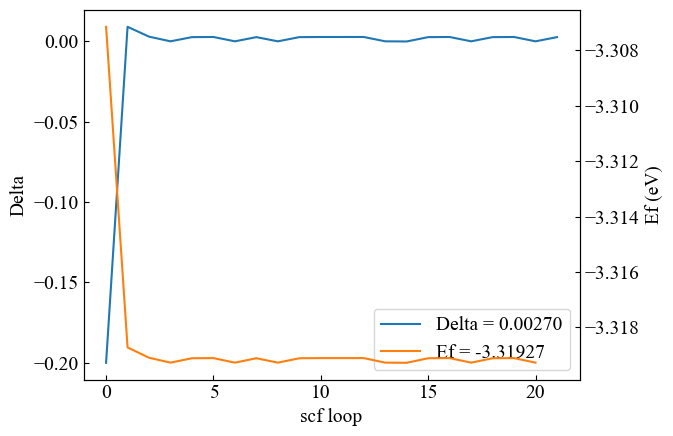 0.00
−0.05
−0.10
−0.15
−0.20
Delta
−3.308
−3.310
−3.312
−3.314
−3.316
−3.318
Ef (eV)
Delta = 0.00270
Ef = -3.31927
0 5 10 15 20
scf loop